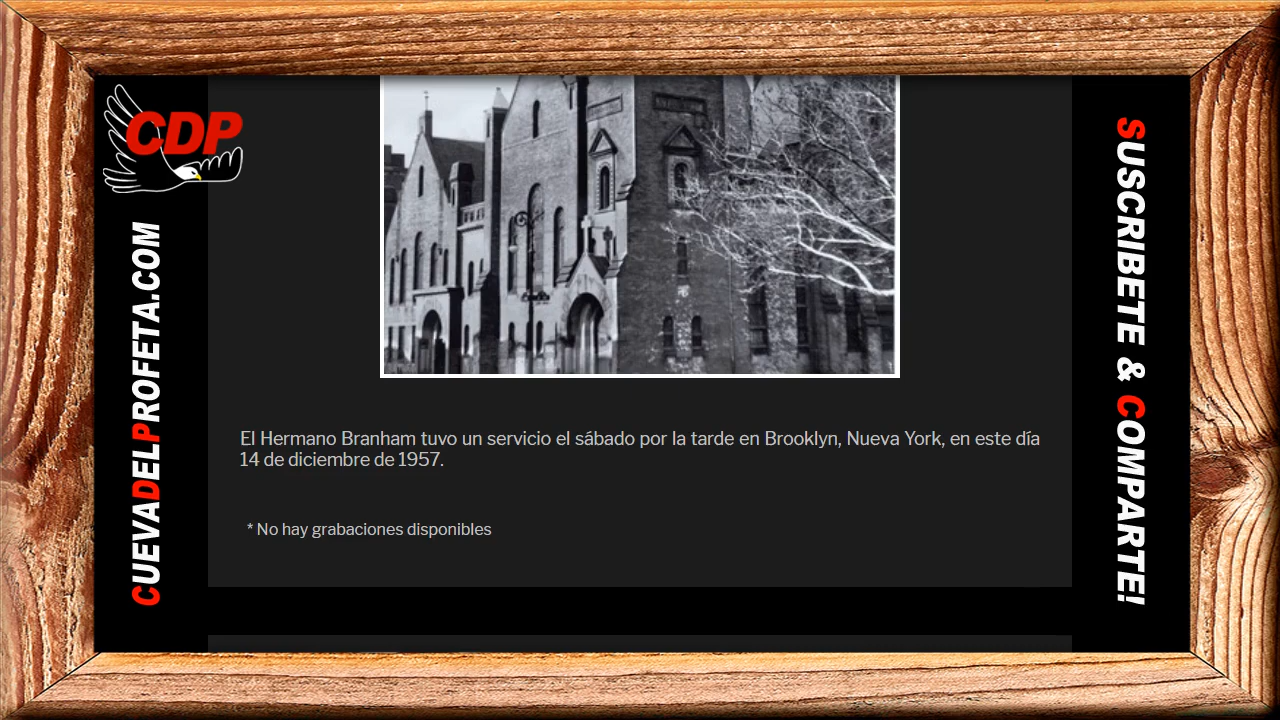 CDP
CUEVADELPROFETA.COM
El Hermano Branham tuvo un servicio el sábado por la tarde en Brooklyn, Nueva York, en este día
14 de diciembre de 1957.
* No hay grabaciones disponibles
SUSCRIBETE & COMPARTE!